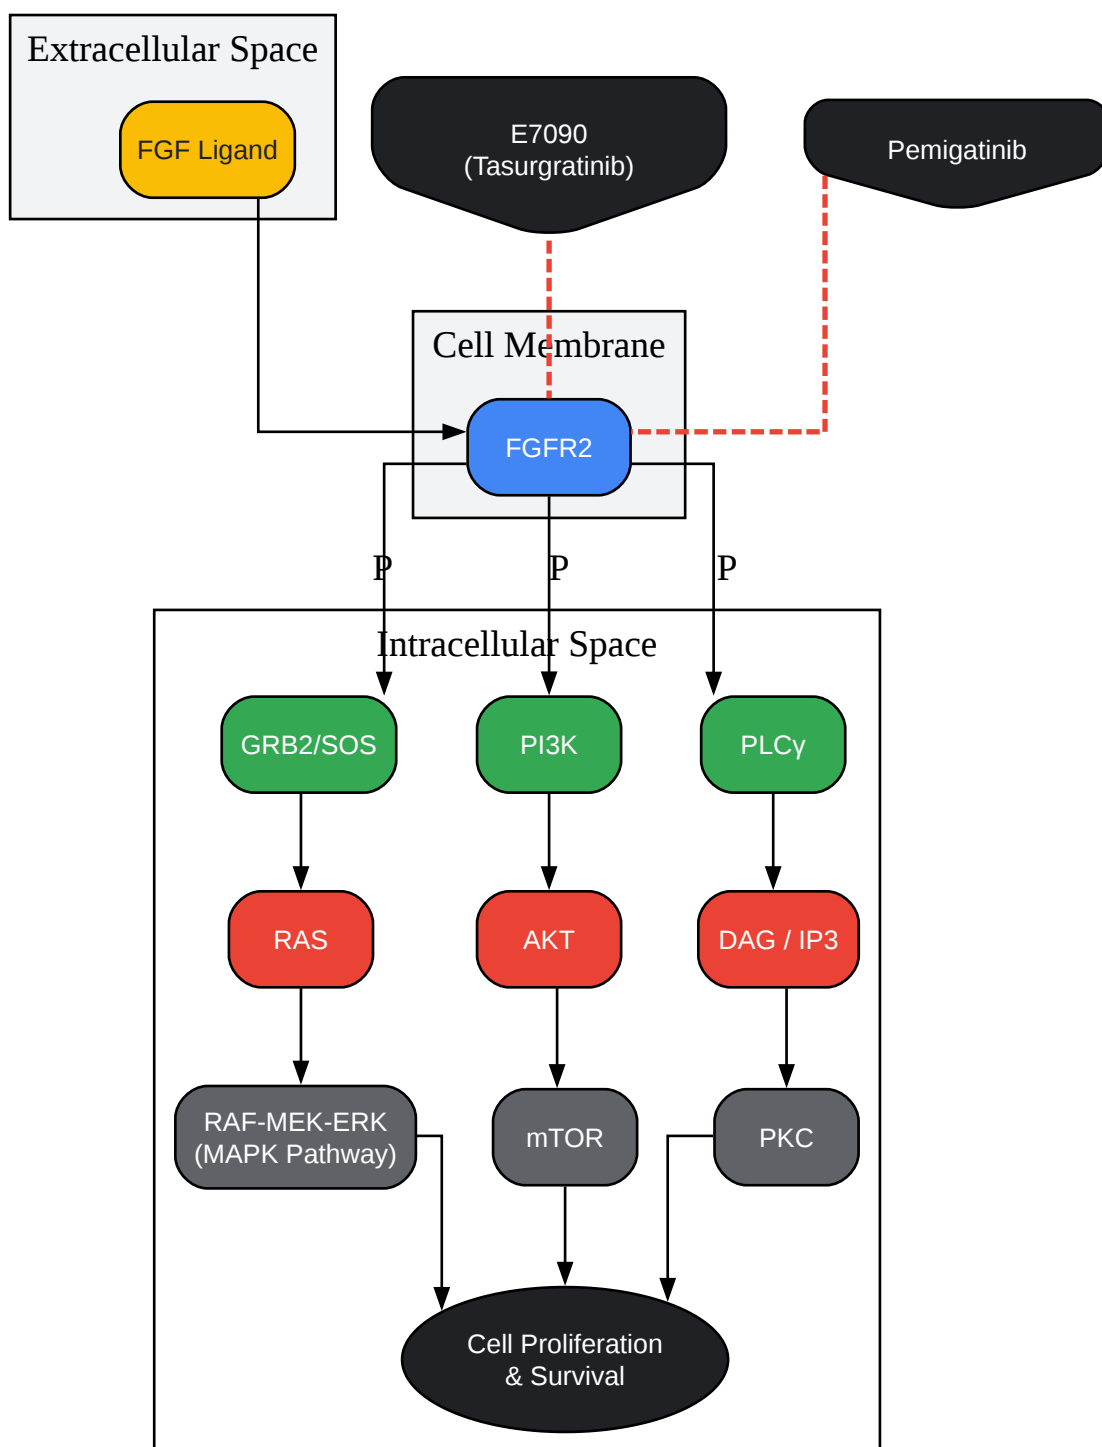 Extracellular Space
FGF Ligand
E7090
(Tasurgratinib)
Pemigatinib
Cell Membrane
FGFR2
P
P
P
Intracellular Space
GRB2/SOS
PI3K
PLCγ
RAS
AKT
DAG / IP3
RAF-MEK-ERK
(MAPK Pathway)
mTOR
PKC
Cell Proliferation
& Survival